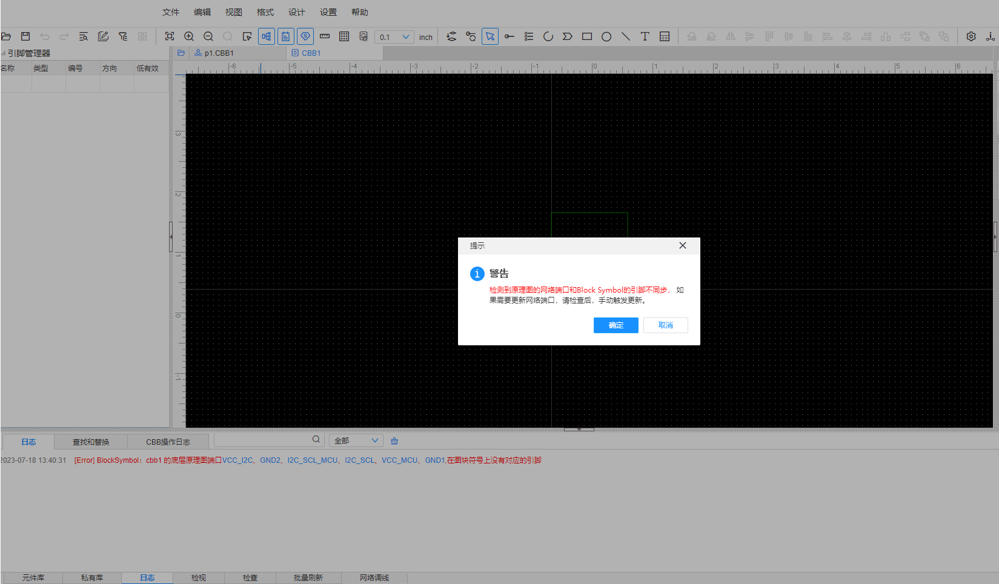 文件 编辑 视图 格式 设计 设置 帮助
0.1 inch
引脚管理器
p1.CBB1 CBB1
名称 类型 编号 方向 低有效
-6 -5 -4 -3 -2 -1 0 1 2 3 4 5 6
3
2
1
0
-1
提示
警告
检测到原理图的网络端口和Block Symbol的引脚不同步， 如
果需要更新网络端口，请检查后，手动触发更新。
确定 取消
日志 查找和替换 CBB操作日志 全部
2023-07-18 13:40:31 [Error] BlockSymbol：cbb1 的底层原理图端口VCC_I2C、GND2、I2C_SCL_MCU、I2C_SCL、VCC_MCU、GND1,在图块符号上没有对应的引脚
元件库 私有库 日志 检视 检查 批量刷新 网络调线